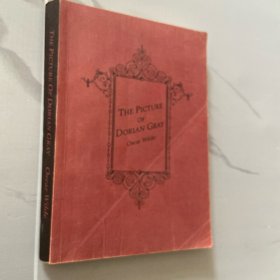 THE PICTURE OF DORIAN GRAY
Oscar Wilde
THE PICTURE
OF
DORIAN GRAY
Oscar Wilde